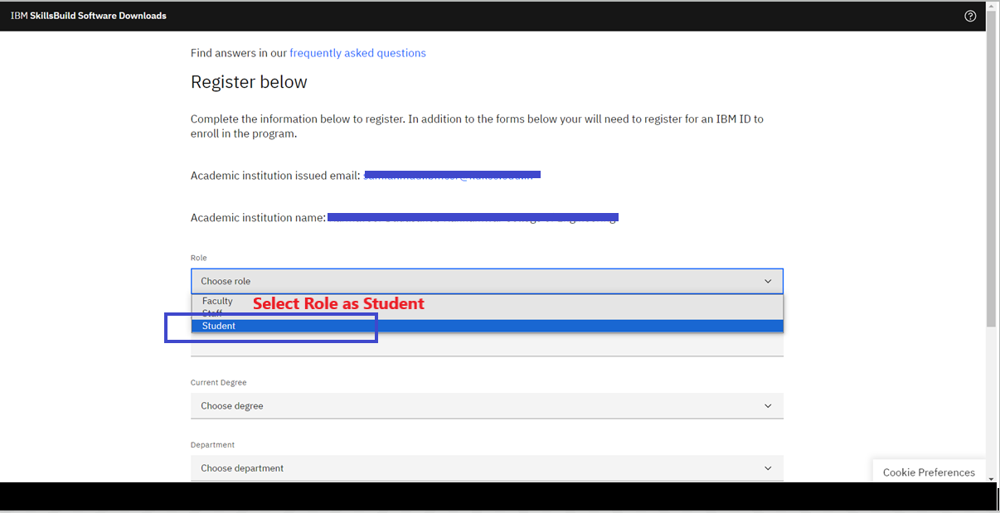 IBM SkillsBuild Software Downloads
Find answers in our frequently asked questions
Register below
Complete the information below to register. In addition to the forms below your will need to register for an IBM ID to
enroll in the program.
Academic institution issued email:
Academic institution name:
Role
Choose role
Faculty
Select Role as Student
Staff
Student
Current Degree
Choose degree
Department
Choose department
Cookie Preferences